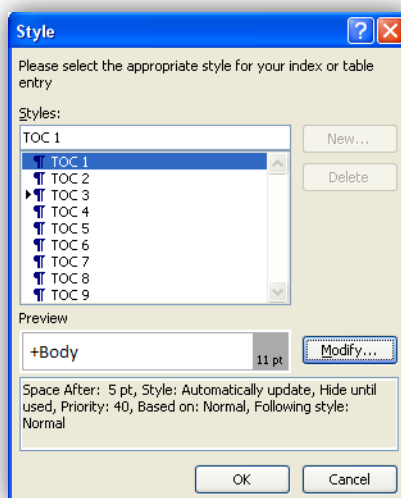 Style
Please select the appropriate style for your index or table
entry
Styles:
TOC 1
New...
¶ TOC 1
Delete
¶ TOC 2
¶ TOC 3
¶ TOC 4
¶ TOC 5
¶ TOC 6
¶ TOC 7
¶ TOC 8
¶ TOC 9
Preview
+Body
11 pt
Modify...
Space After: 5 pt, Style: Automatically update, Hide until
used, Priority: 40, Based on: Normal, Following style:
Normal
OK
Cancel